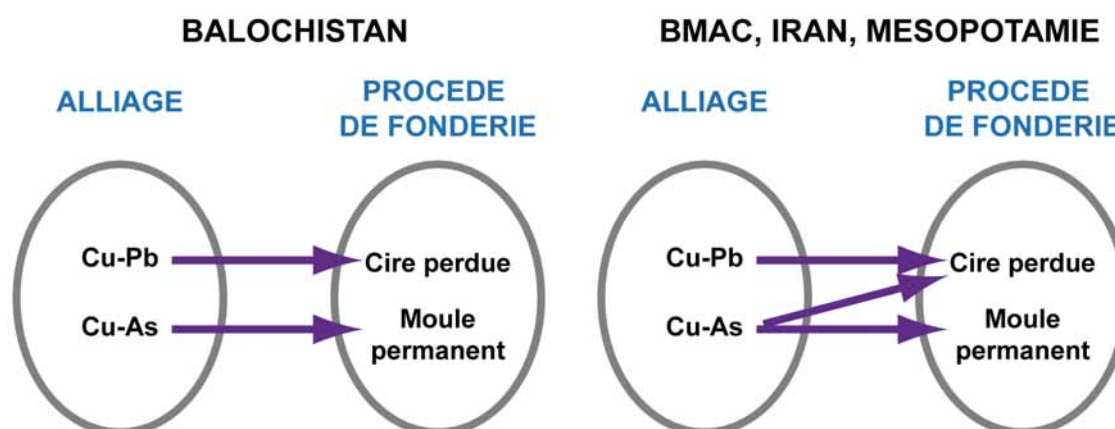 BALOCHISTAN
ALLIAGE
PROCEDE
DE FONDERIE
Cu-Pb
Cire perdue
Cu-As
Moule
permanent
BMAC, IRAN, MESOPOTAMIE
ALLIAGE
PROCEDE
DE FONDERIE
Cu-Pb
Cire perdue
Cu-As
Moule
permanent